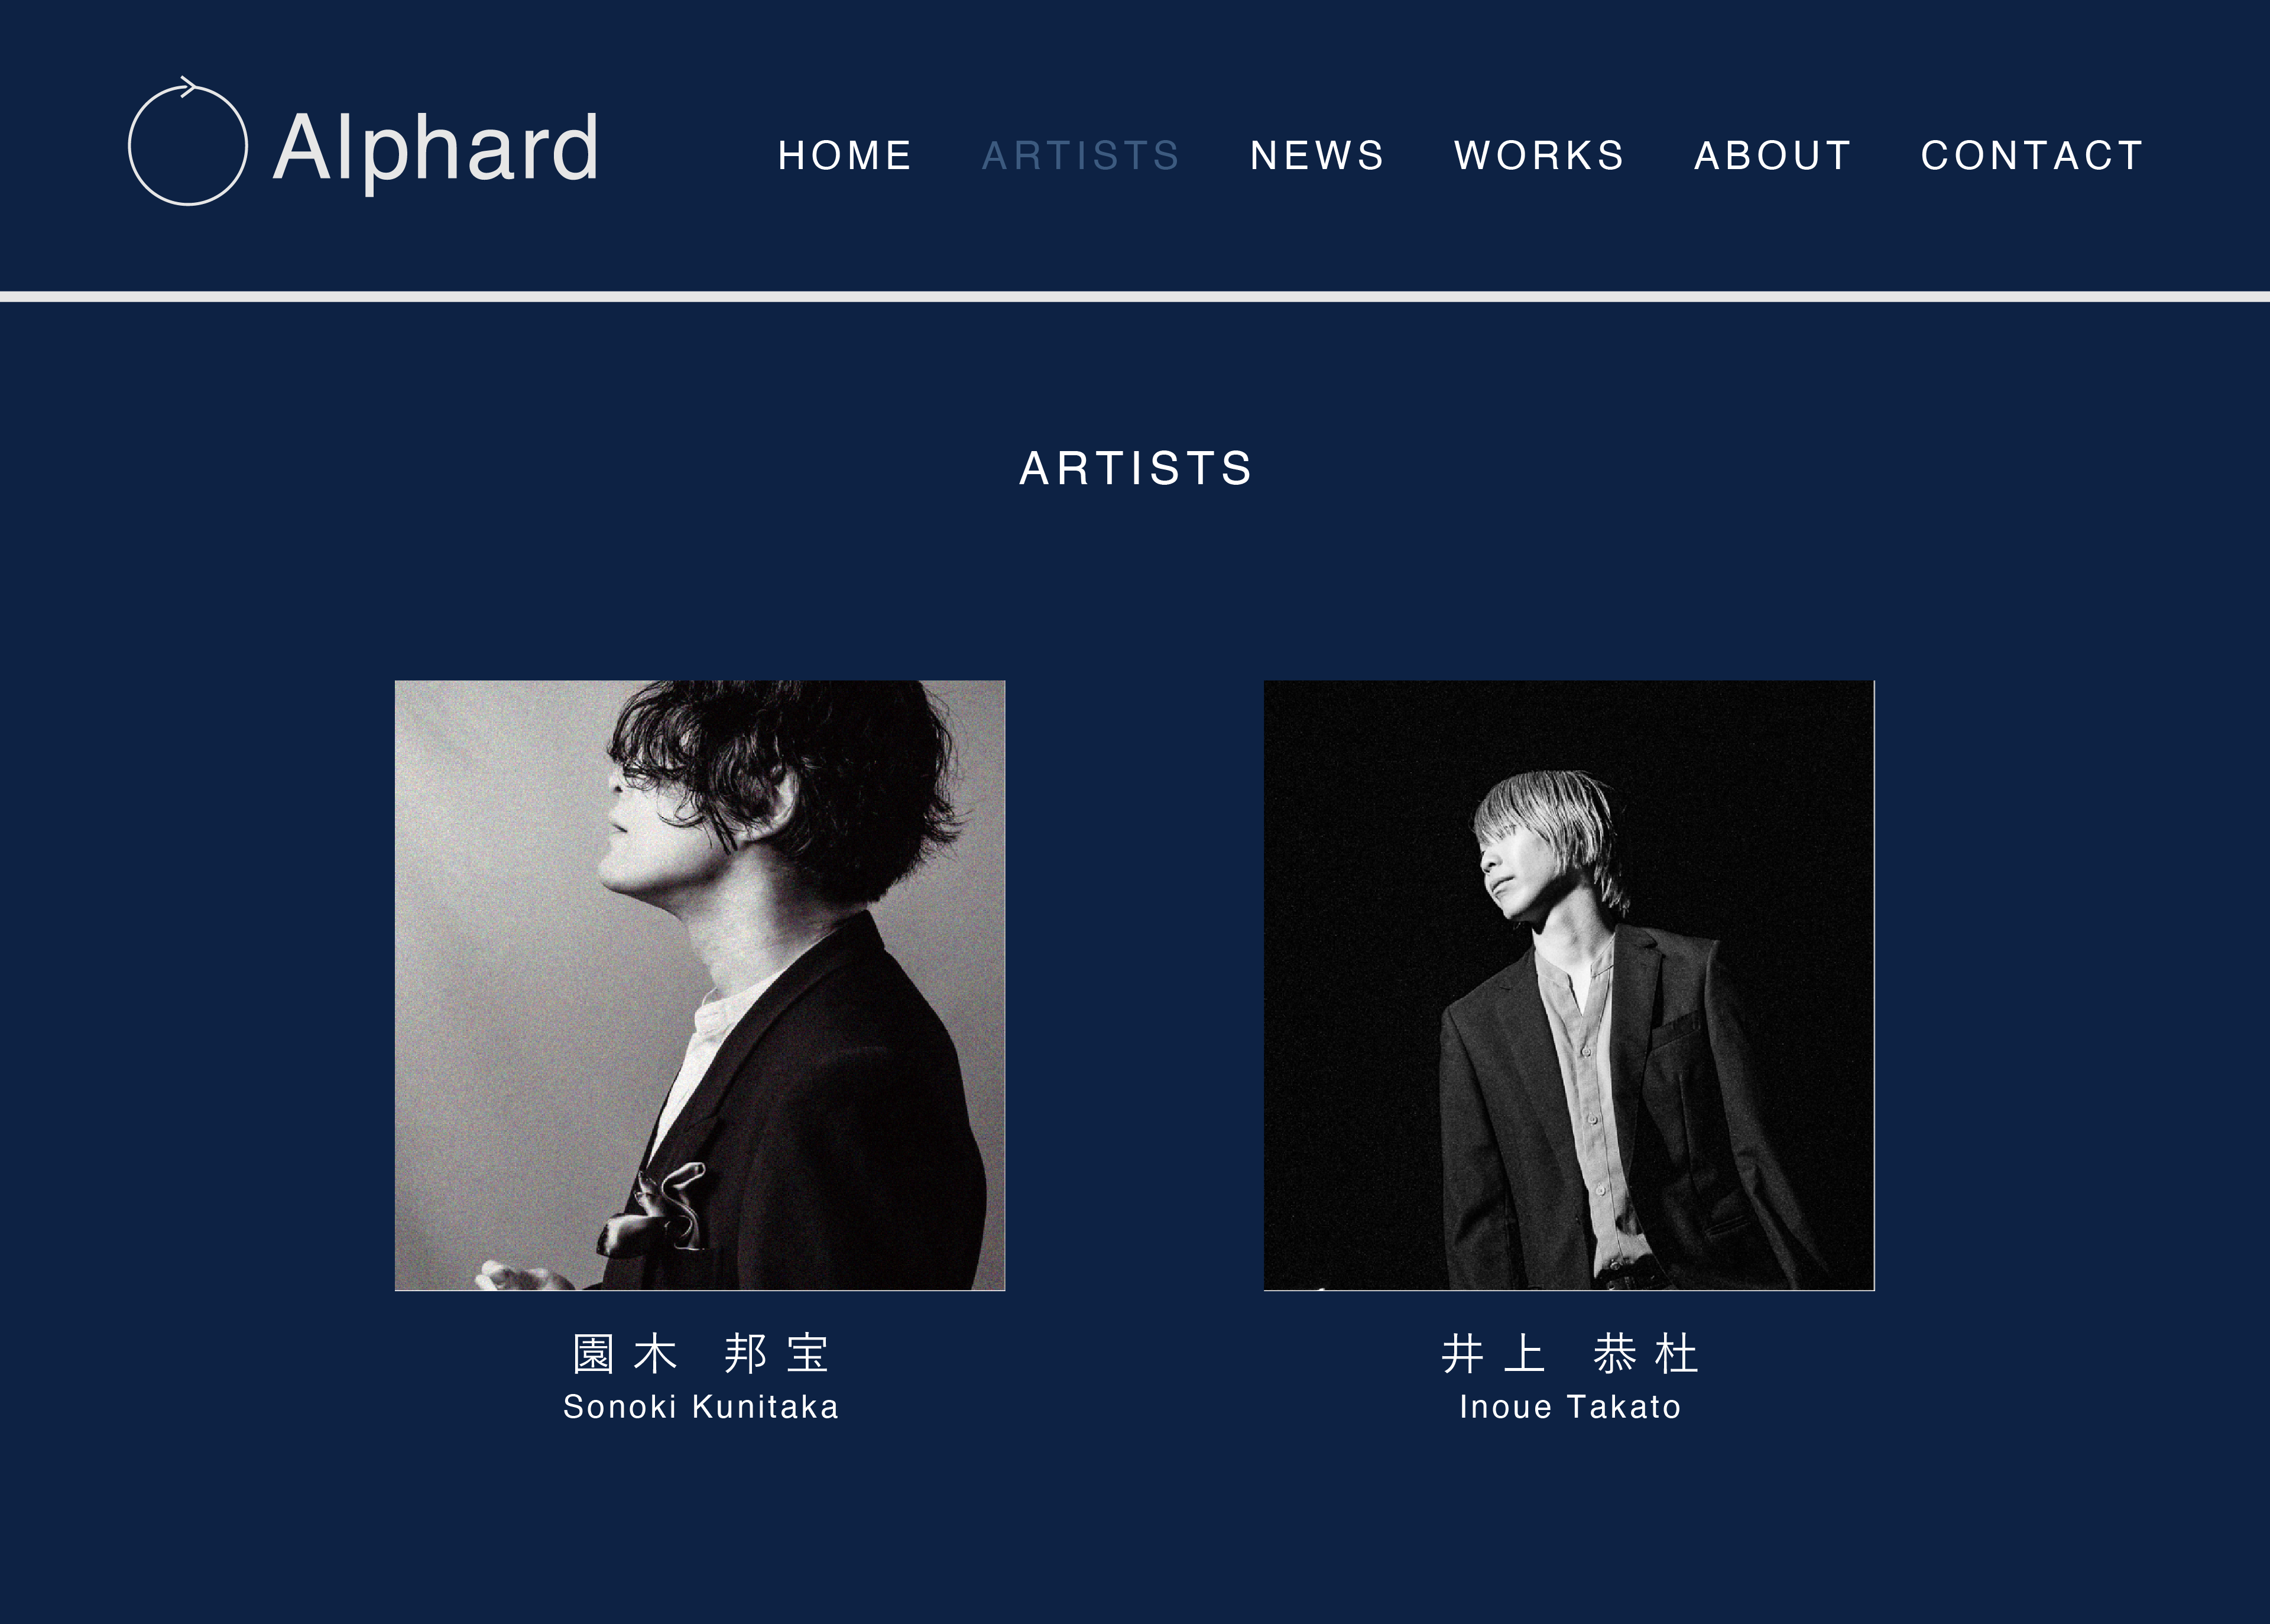 Alphard
HOME ARTISTS NEWS WORKS ABOUT CONTACT
ARTISTS
園木 邦宝
Sonoki Kunitaka
井上 恭杜
Inoue Takato